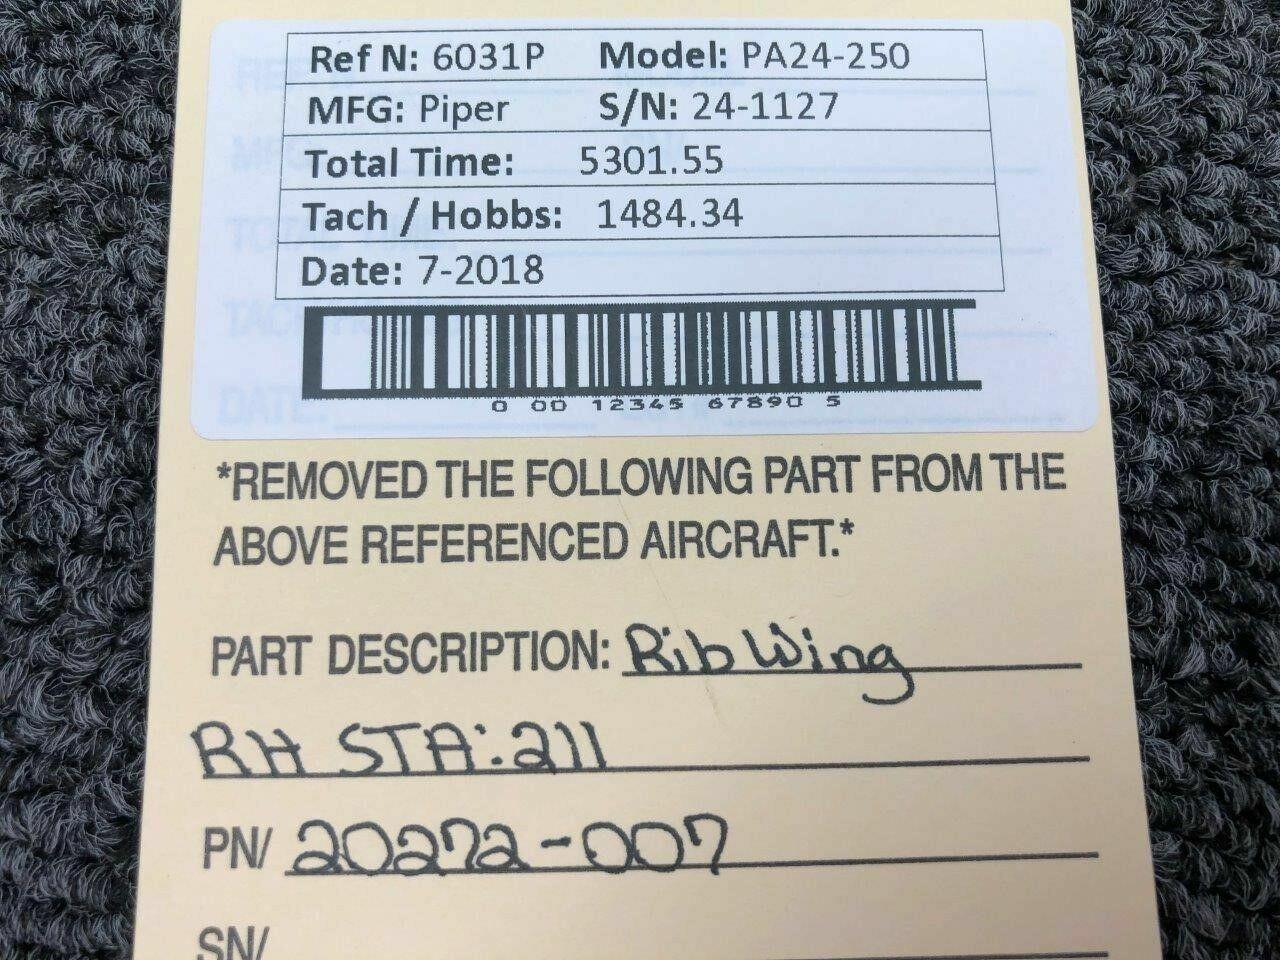 Ref N: 6031P Model: PA24-250
MFG: Piper S/N: 24-1127
Total Time: 5301.55
Tach / Hobbs: 1484.34
Date: 7-2018
0 00 12345 67890 5
*REMOVED THE FOLLOWING PART FROM THE
ABOVE REFERENCED AIRCRAFT.*
PART DESCRIPTION: Rib Wing
RH STA: 211
PN/ 20272-007
SN/